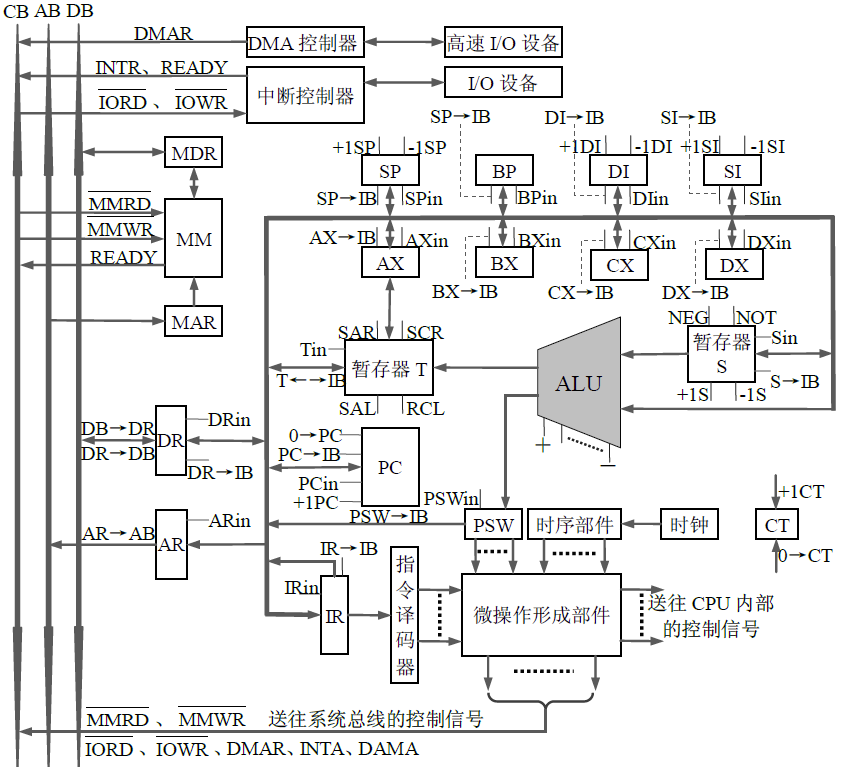 CB AB DB
DMAR
DMA 控制器
高速 I/O 设备
INTR、READY
中断控制器
I/O 设备
IORD、IOWR
SP→IB
DI→IB
SI→IB
+1SP
-1SP
+1DI
-1DI
+1SI
-1SI
MDR
SP
BP
DI
SI
SP→IB
SPin
BPin
DIin
SIin
MMRD
MMWR
READY
MM
AX→IB
AXin
BXin
CXin
DXin
AX
BX
CX
DX
BX→IB
CX→IB
DX→IB
MAR
SAR
SCR
NEG
NOT
Tin
暂存器 T
T←→IB
ALU
暂存器
S
Sin
S→IB
SAL
RCL
+1S
-1S
DB→DR
DR→DB
DR
DRin
DR→IB
0→PC
PC→IB
PCin
+1PC
PC
+
−
PSWin
PSW→IB
PSW
时序部件
时钟
+1CT
CT
0→CT
AR→AB
AR
ARin
IR→IB
IRin
IR
指令译码器
微操作形成部件
送往 CPU 内部
的控制信号
MMRD、MMWR 送往系统总线的控制信号
IORD、IOWR、DMAR、INTA、DAMA